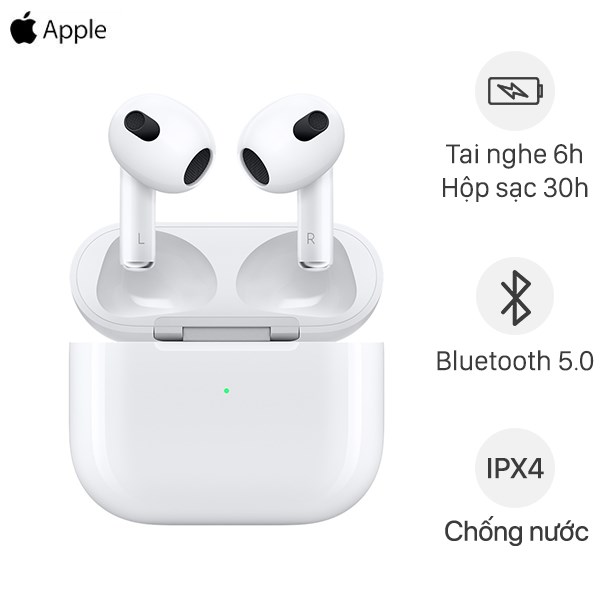 Apple
L
R
Tai nghe 6h
Hộp sạc 30h
Bluetooth 5.0
IPX4
Chống nước